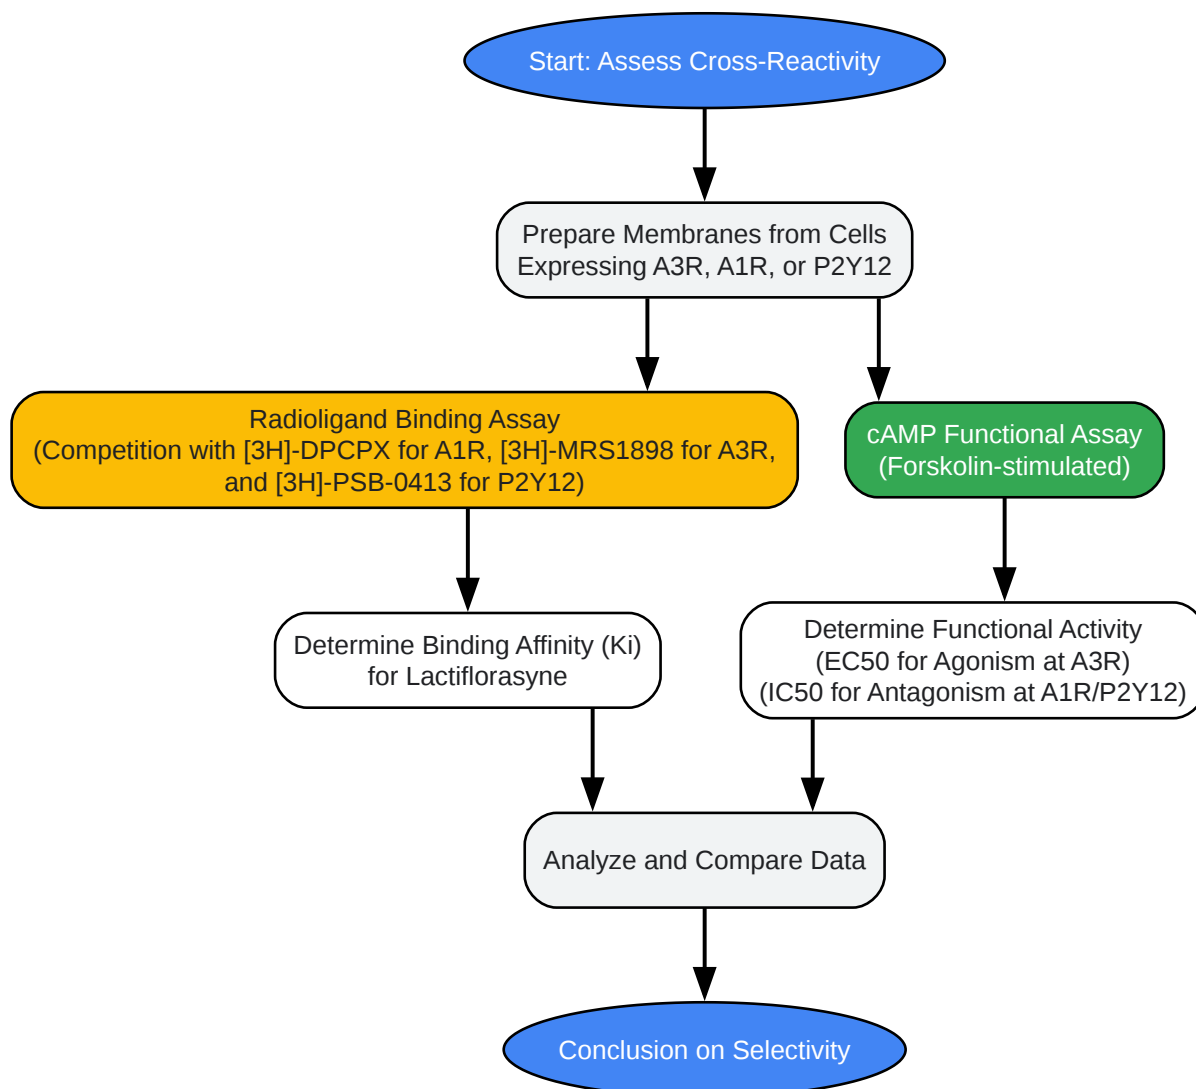 Start: Assess Cross-Reactivity
Prepare Membranes from Cells
Expressing A3R, A1R, or P2Y12
Radioligand Binding Assay
(Competition with [3H]-DPCPX for A1R, [3H]-MRS1898 for A3R,
and [3H]-PSB-0413 for P2Y12)
cAMP Functional Assay
(Forskolin-stimulated)
Determine Binding Affinity (Ki)
for Lactiflorasyne
Determine Functional Activity
(EC50 for Agonism at A3R)
(IC50 for Antagonism at A1R/P2Y12)
Analyze and Compare Data
Conclusion on Selectivity